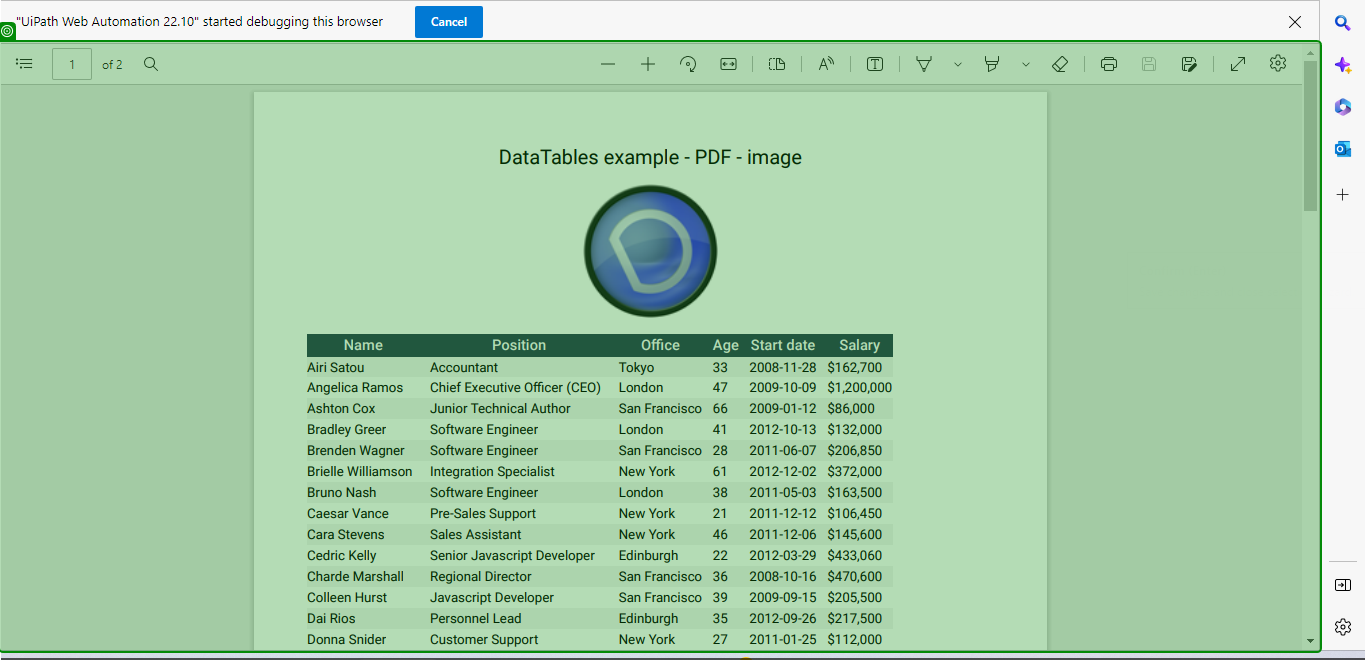 "UiPath Web Automation 22.10" started debugging this browser Cancel
1 of 2
DataTables example - PDF - image
Name Position Office Age Start date Salary
Airi Satou Accountant Tokyo 33 2008-11-28 $162,700
Angelica Ramos Chief Executive Officer (CEO) London 47 2009-10-09 $1,200,000
Ashton Cox Junior Technical Author San Francisco 66 2009-01-12 $86,000
Bradley Greer Software Engineer London 41 2012-10-13 $132,000
Brenden Wagner Software Engineer San Francisco 28 2011-06-07 $206,850
Brielle Williamson Integration Specialist New York 61 2012-12-02 $372,000
Bruno Nash Software Engineer London 38 2011-05-03 $163,500
Caesar Vance Pre-Sales Support New York 21 2011-12-12 $106,450
Cara Stevens Sales Assistant New York 46 2011-12-06 $145,600
Cedric Kelly Senior Javascript Developer Edinburgh 22 2012-03-29 $433,060
Charde Marshall Regional Director San Francisco 36 2008-10-16 $470,600
Colleen Hurst Javascript Developer San Francisco 39 2009-09-15 $205,500
Dai Rios Personnel Lead Edinburgh 35 2012-09-26 $217,500
Donna Snider Customer Support New York 27 2011-01-25 $112,000